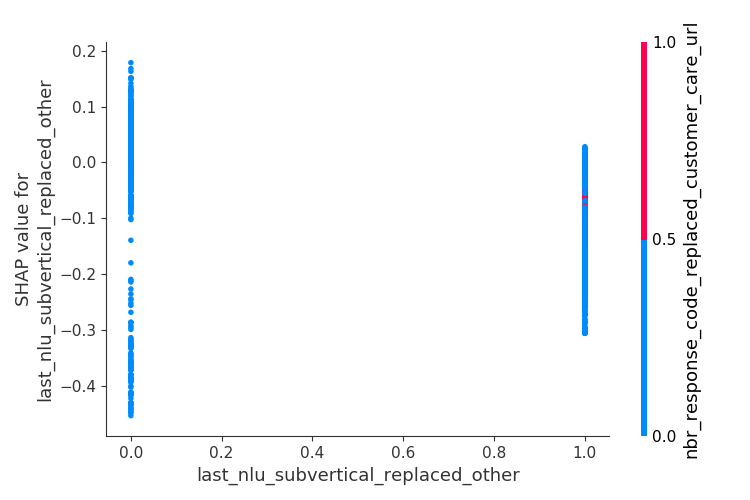 0.2
0.1
0.0
−0.1
−0.2
−0.3
−0.4
SHAP value for
last_nlu_subvertical_replaced_other
0.0 0.2 0.4 0.6 0.8 1.0
last_nlu_subvertical_replaced_other
1.0
0.5
0.0
nbr_response_code_replaced_customer_care_url